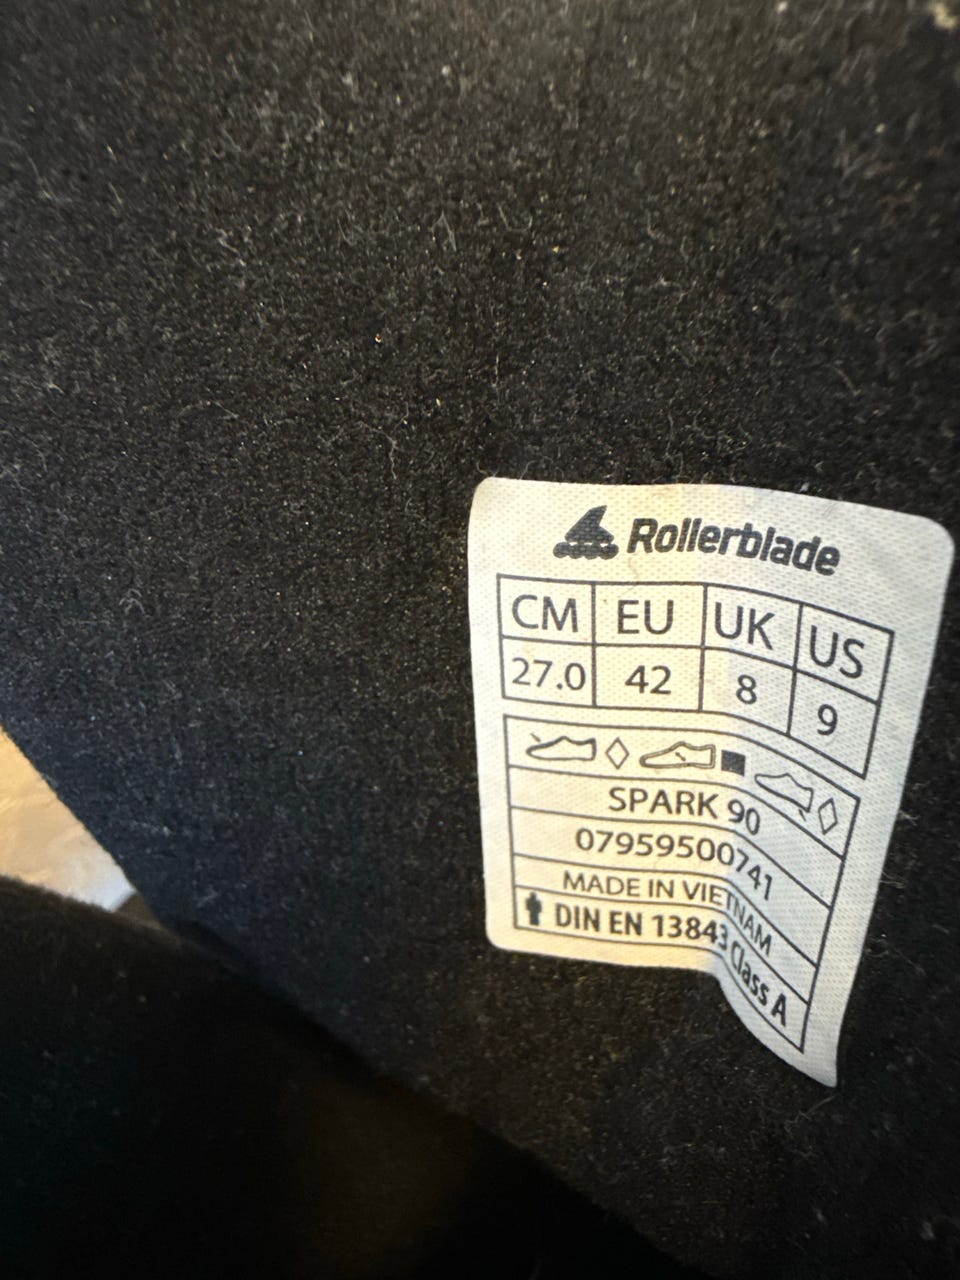 Rollerblade
CM EU UK US
27.0 42 8 9
SPARK 90
07959500741
MADE IN VIETNAM
DIN EN 13843 Class A